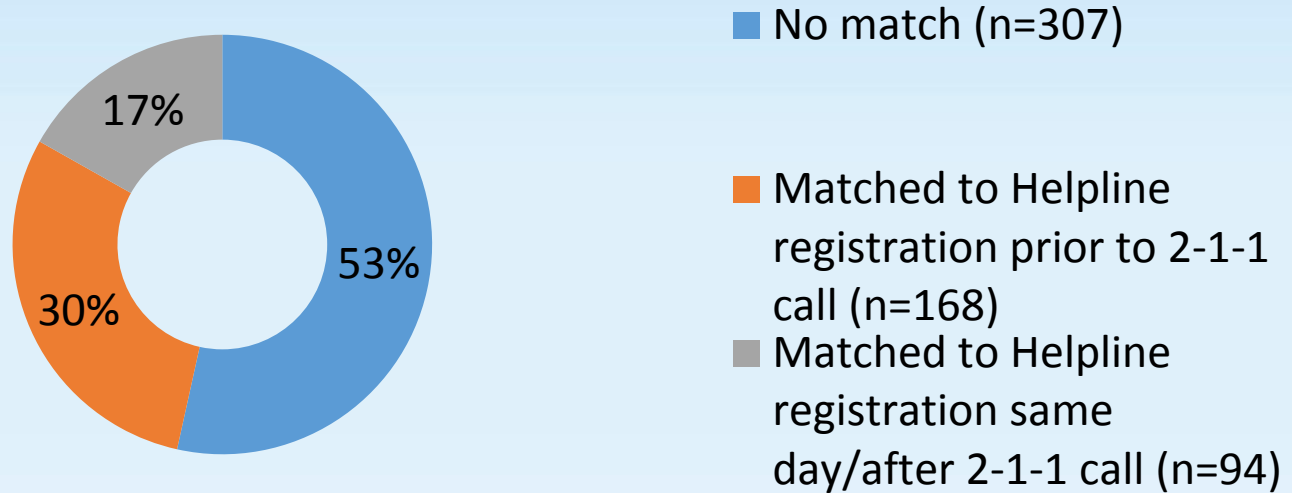 17%
30%
53%
No match (n=307)
Matched to Helpline
registration prior to 2-1-1
call (n=168)
Matched to Helpline
registration same
day/after 2-1-1 call (n=94)